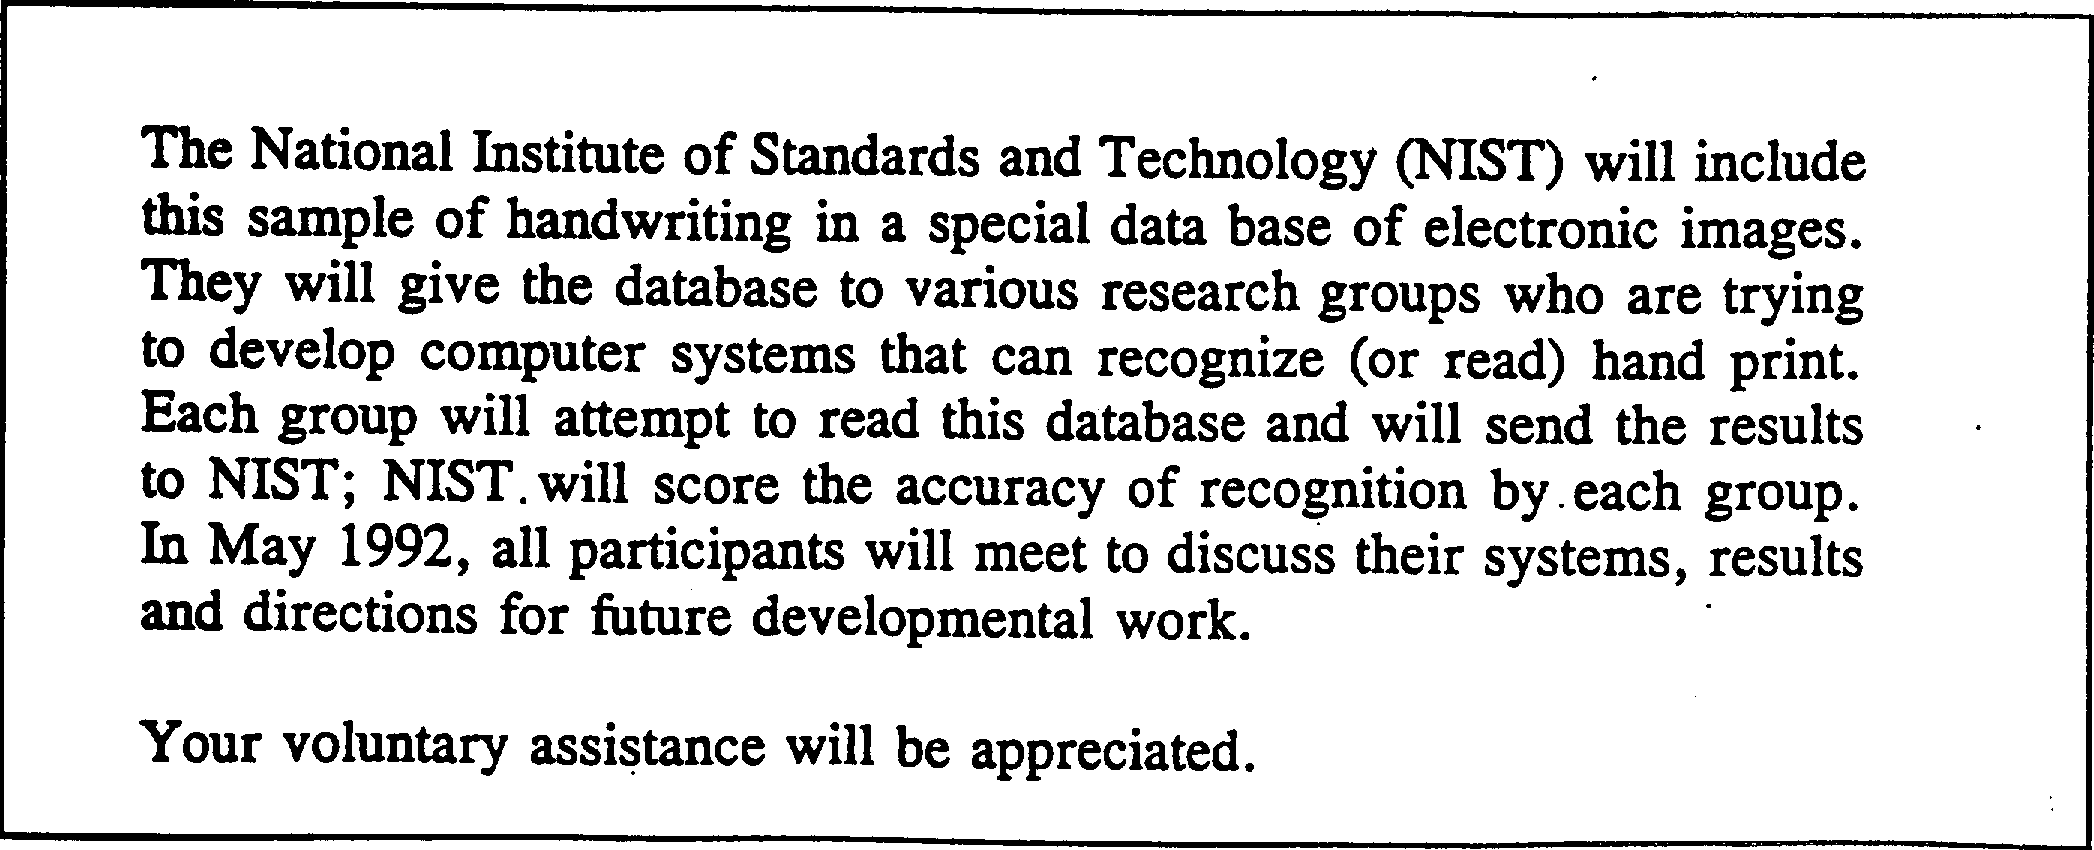 The National Institute of Standards and Technology (NIST) will include
this sample of handwriting in a special data base of electronic images.
They will give the database to various research groups who are trying
to develop computer systems that can recognize (or read) hand print.
Each group will attempt to read this database and will send the results
to NIST; NIST will score the accuracy of recognition by each group.
In May 1992, all participants will meet to discuss their systems, results
and directions for future developmental work.
Your voluntary assistance will be appreciated.